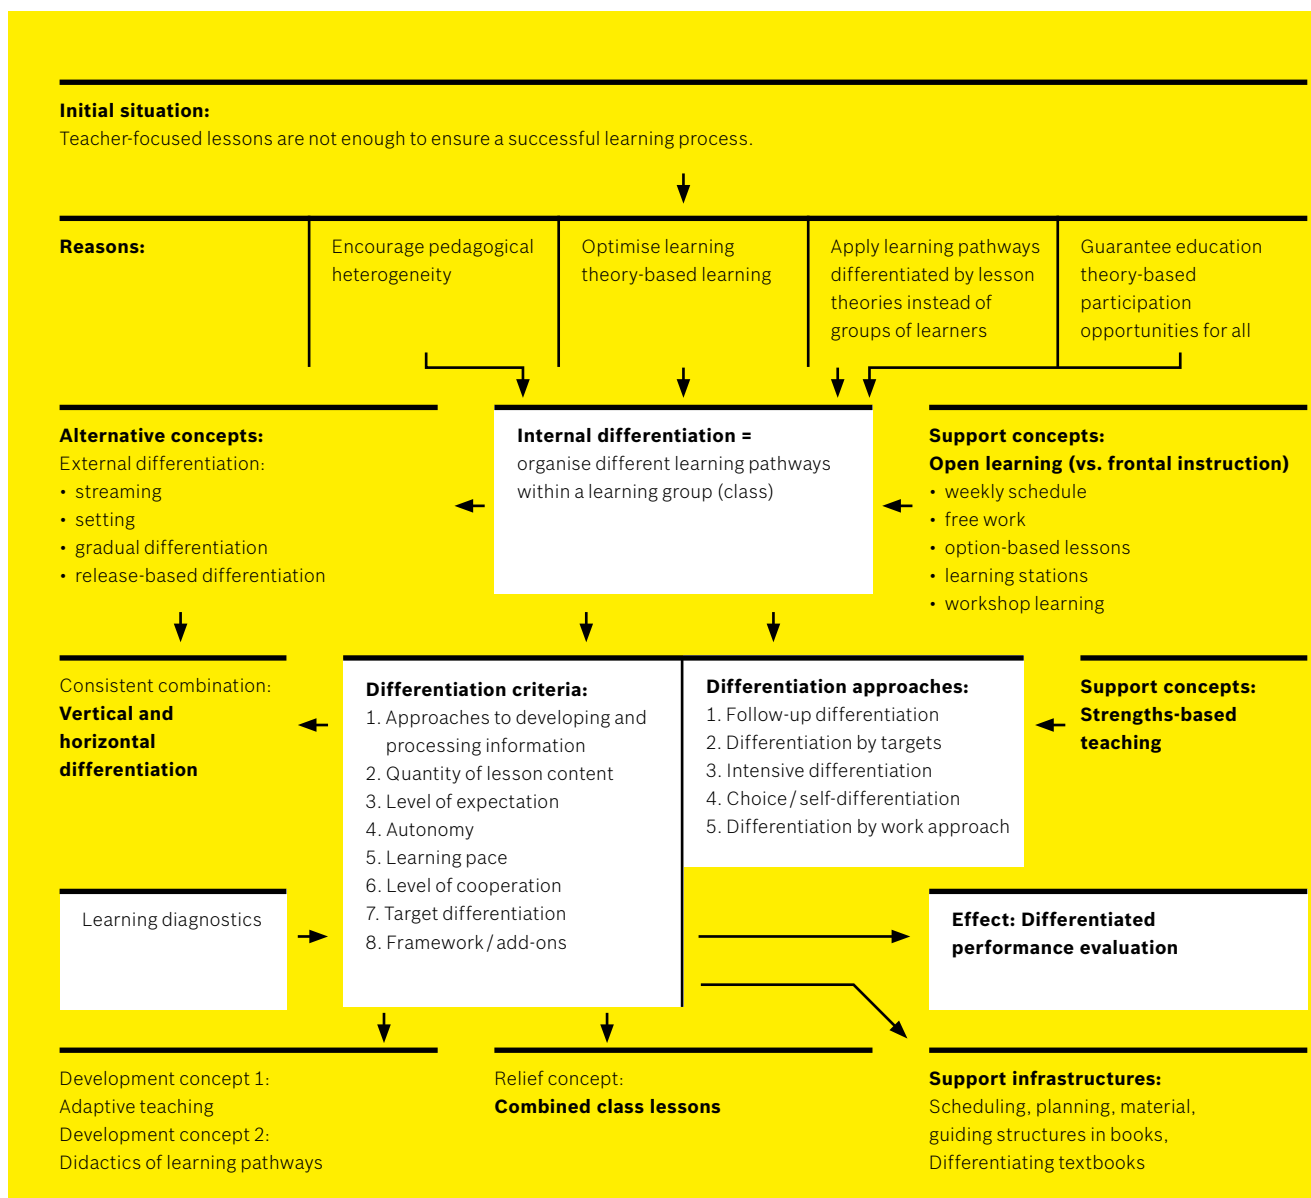 Initial situation:
Teacher-focused lessons are not enough to ensure a successful learning process.
Reasons:
Encourage pedagogical
heterogeneity
Optimise learning
theory-based learning
Apply learning pathways
differentiated by lesson
theories instead of
groups of learners
Guarantee education
theory-based
participation
opportunities for all
Alternative concepts:
External differentiation:
• streaming
• setting
• gradual differentiation
• release-based differentiation
Internal differentiation =
organise different learning pathways
within a learning group (class)
Support concepts:
Open learning (vs. frontal instruction)
• weekly schedule
• free work
• option-based lessons
• learning stations
• workshop learning
Consistent combination:
Vertical and
horizontal
differentiation
Differentiation criteria:
1. Approaches to developing and
processing information
2. Quantity of lesson content
3. Level of expectation
4. Autonomy
5. Learning pace
6. Level of cooperation
7. Target differentiation
8. Framework / add-ons
Differentiation approaches:
1. Follow-up differentiation
2. Differentiation by targets
3. Intensive differentiation
4. Choice / self-differentiation
5. Differentiation by work approach
Support concepts:
Strengths-based
teaching
Learning diagnostics
Effect: Differentiated
performance evaluation
Development concept 1:
Adaptive teaching
Development concept 2:
Didactics of learning pathways
Relief concept:
Combined class lessons
Support infrastructures:
Scheduling, planning, material,
guiding structures in books,
Differentiating textbooks